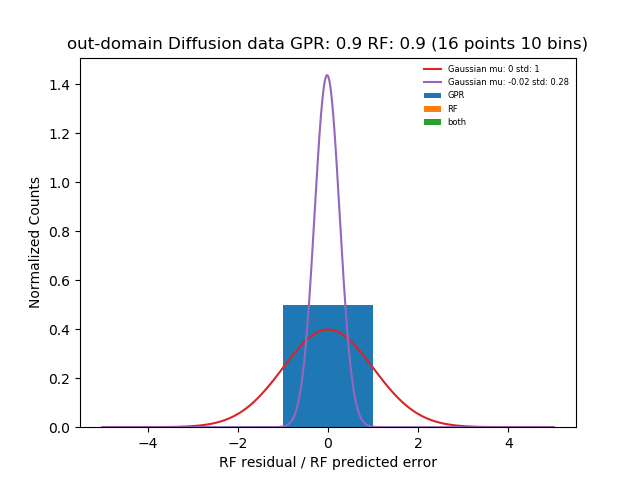 out-domain Diffusion data GPR: 0.9 RF: 0.9 (16 points 10 bins)
Gaussian mu: 0 std: 1
Gaussian mu: -0.02 std: 0.28
GPR
RF
both
Normalized Counts
1.4
1.2
1.0
0.8
0.6
0.4
0.2
0.0
−4
−2
0
2
4
RF residual / RF predicted error